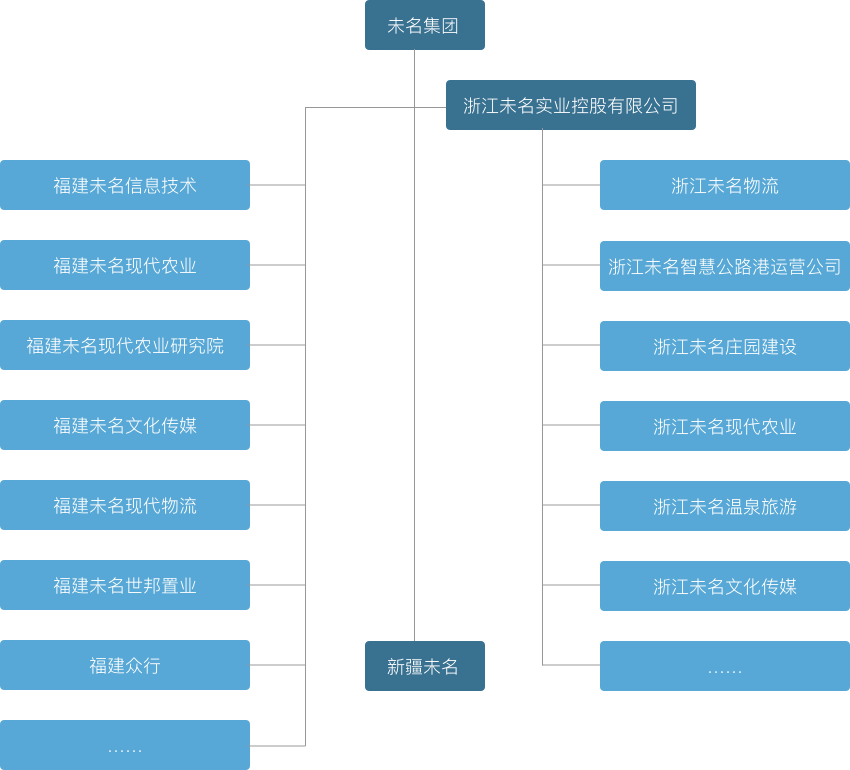 未名集团
浙江未名实业控股有限公司
福建未名信息技术
福建未名现代农业
福建未名现代农业研究院
福建未名文化传媒
福建未名现代物流
福建未名世邦置业
福建众行
......
新疆未名
浙江未名物流
浙江未名智慧公路港运营公司
浙江未名庄园建设
浙江未名现代农业
浙江未名温泉旅游
浙江未名文化传媒
......